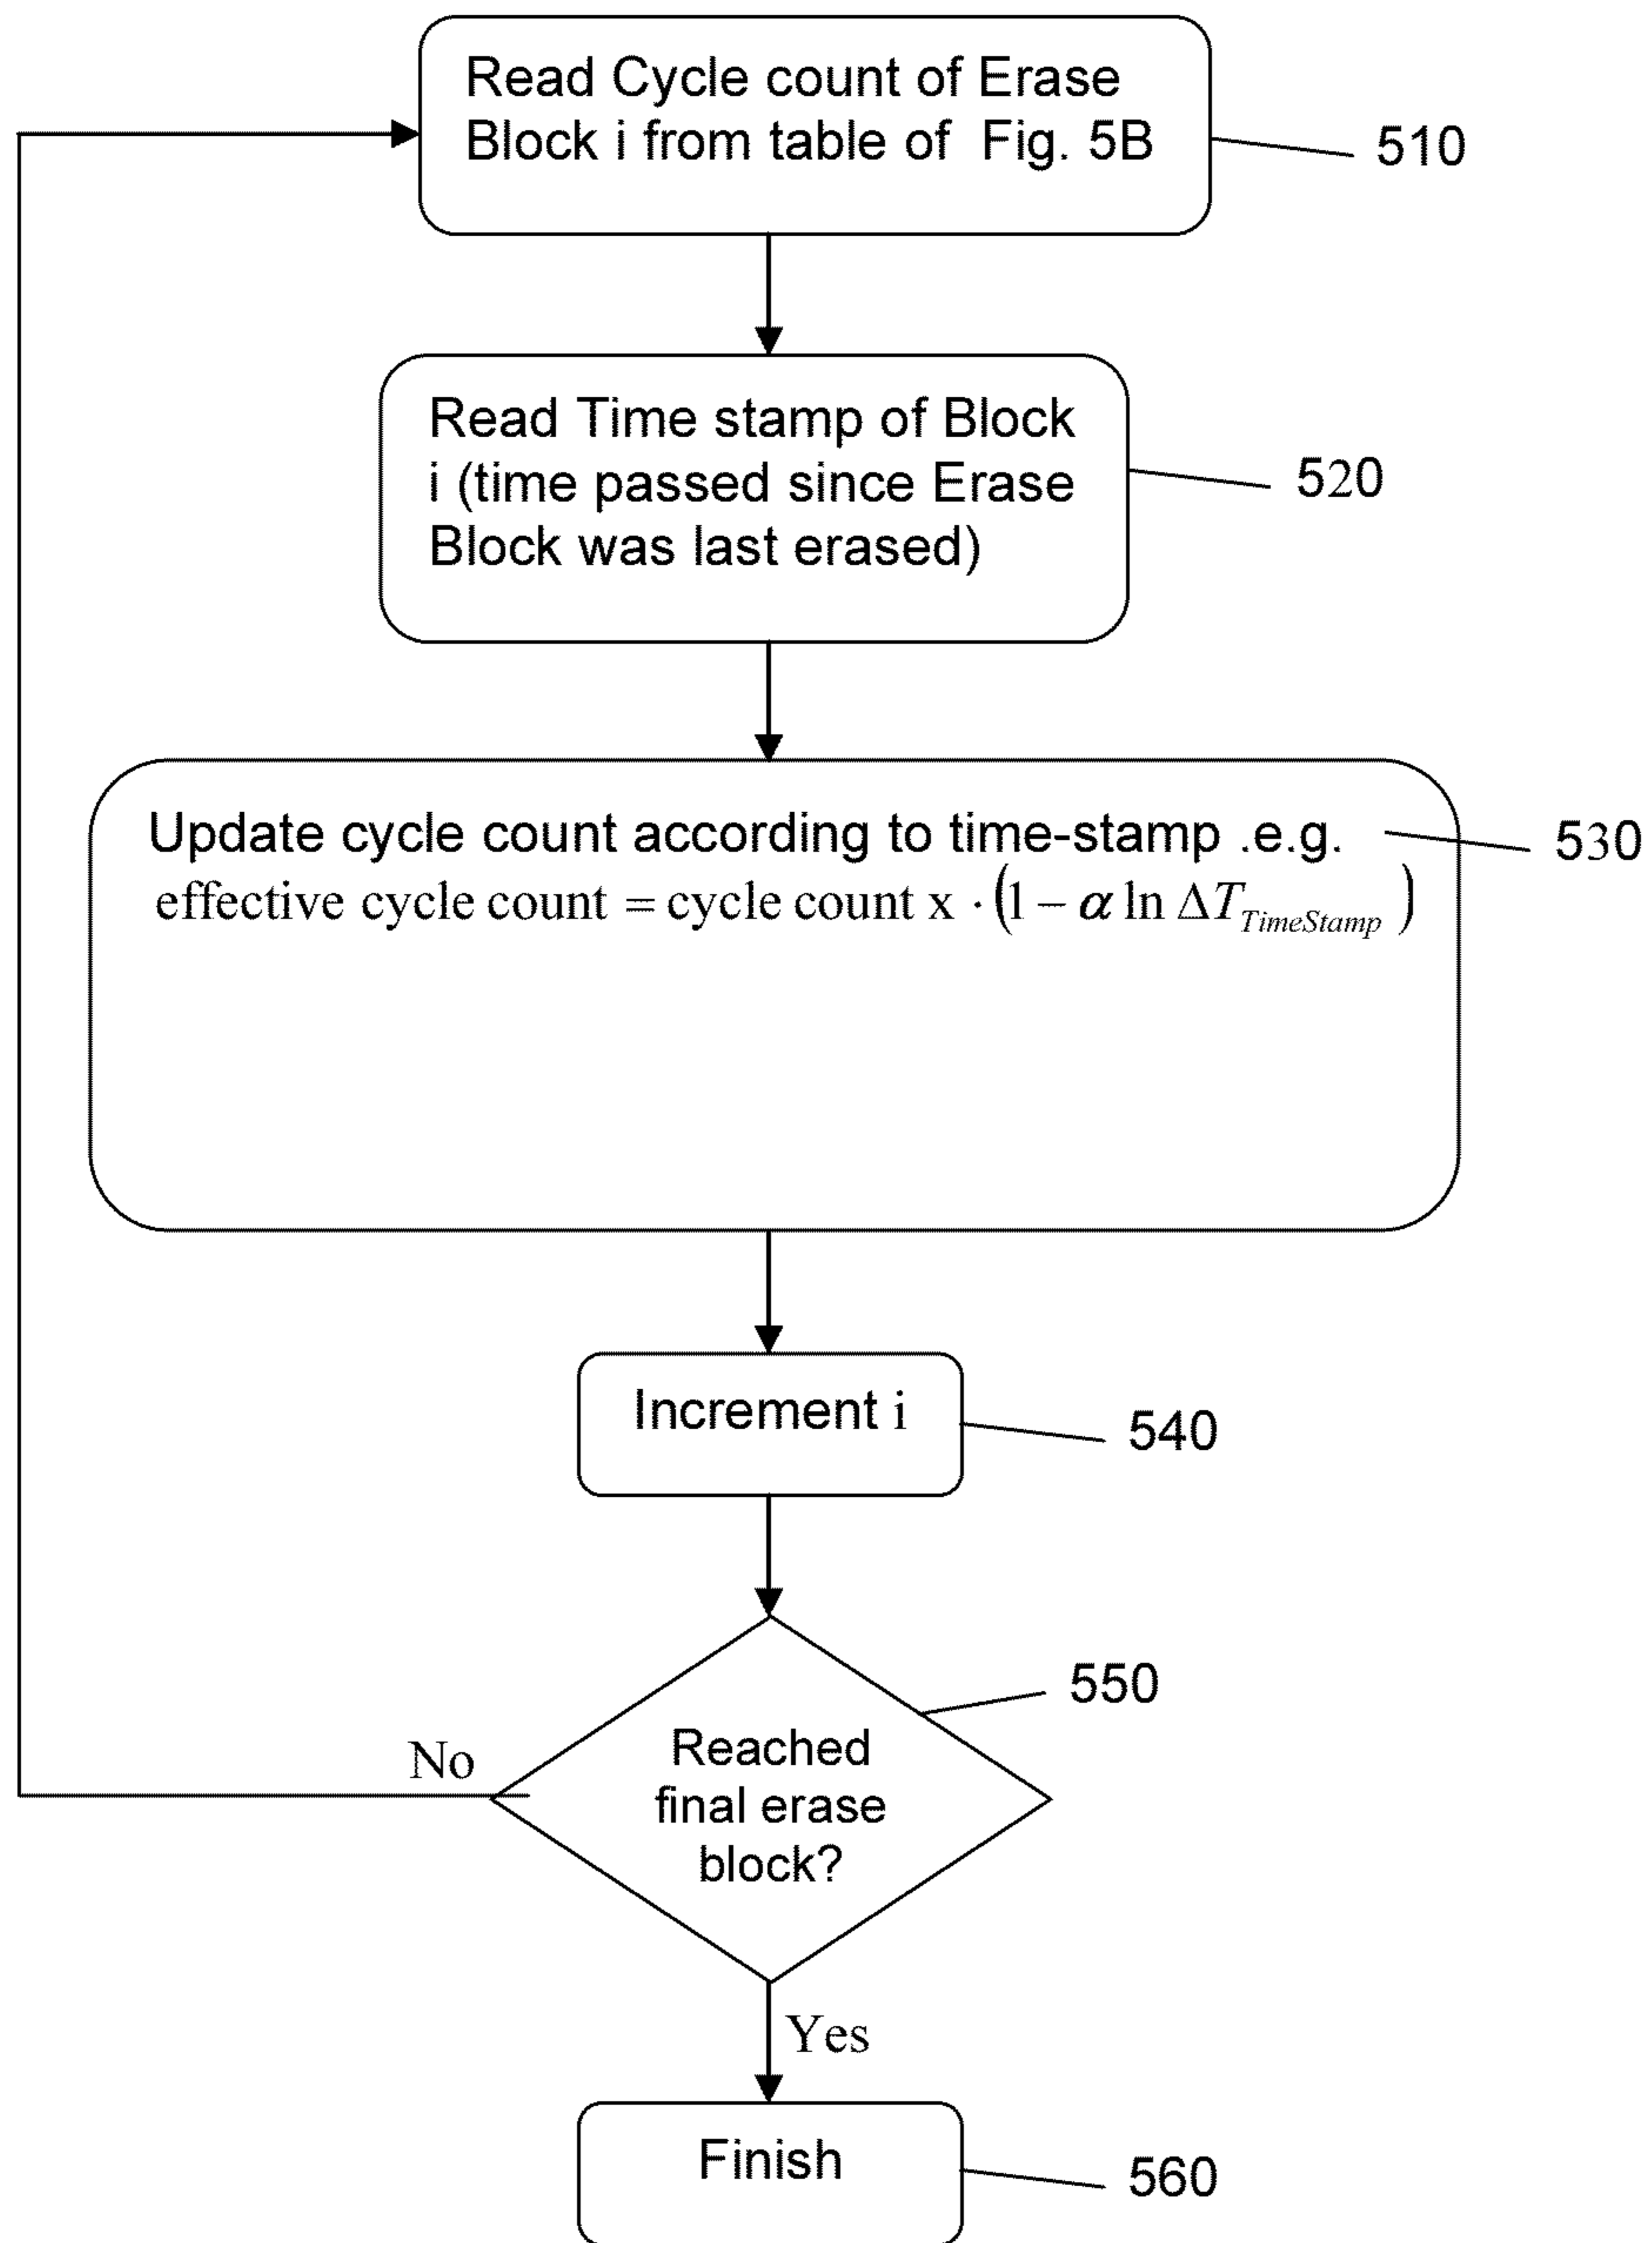 Read Cycle count of Erase
Block i from table of Fig. 5B
510
Read Time stamp of Block
i (time passed since Erase
Block was last erased)
520
Update cycle count according to time-stamp .e.g.
530
effective cycle count = cycle count x · (1 − α ln ΔT_TimeStamp)
Increment i
540
550
Reached
final erase
block?
No
Yes
Finish
560